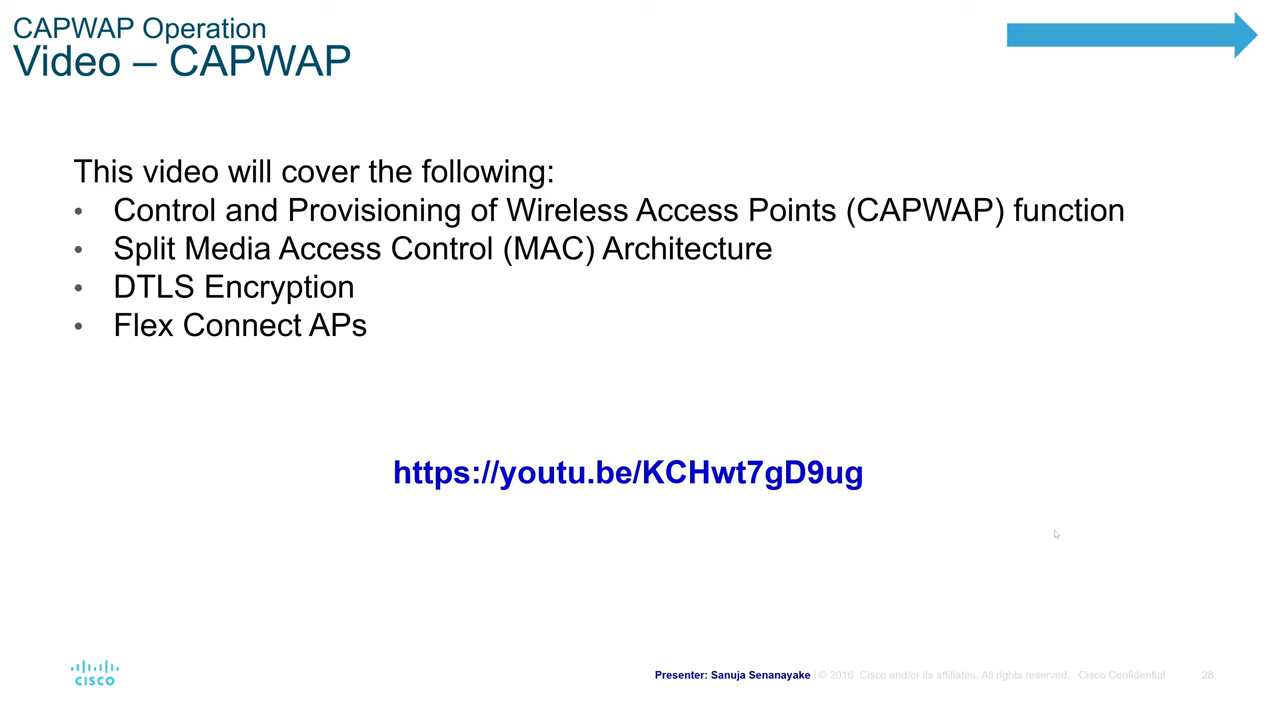 CAPWAP Operation
Video – CAPWAP
This video will cover the following:
• Control and Provisioning of Wireless Access Points (CAPWAP) function
• Split Media Access Control (MAC) Architecture
• DTLS Encryption
• Flex Connect APs
https://youtu.be/KCHwt7gD9ug
CISCO
Presenter: Sanuja Senanayake | © 2016 Cisco and/or its affiliates. All rights reserved. Cisco Confidential 28